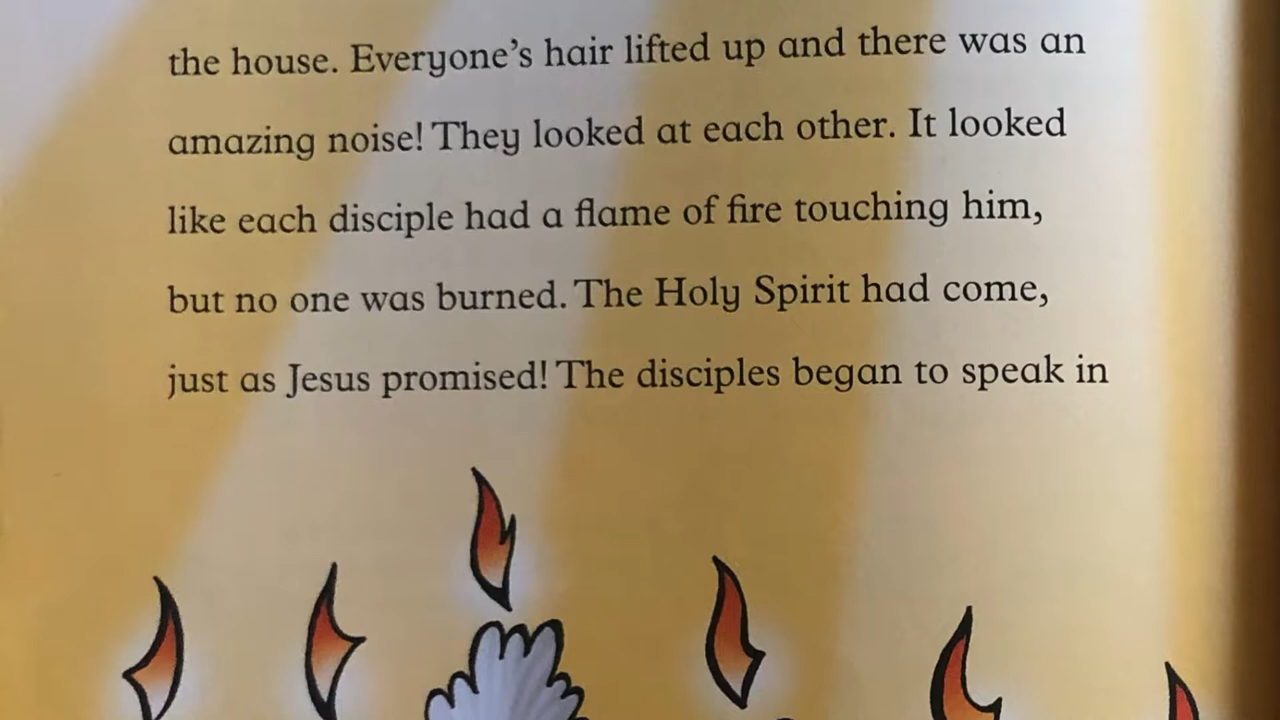 the house. Everyone's hair lifted up and there was an
amazing noise! They looked at each other. It looked
like each disciple had a flame of fire touching him,
but no one was burned. The Holy Spirit had come,
just as Jesus promised! The disciples began to speak in